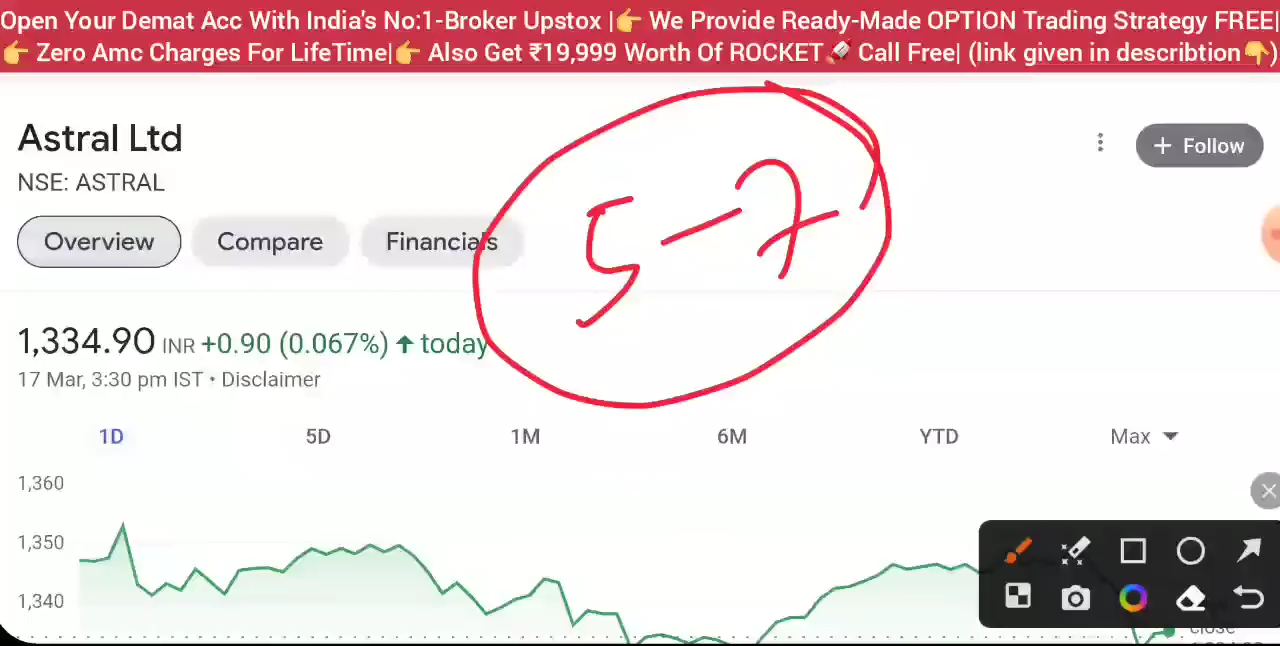 Open Your Demat Acc With India's No:1-Broker Upstox |👉 We Provide Ready-Made OPTION Trading Strategy FREE|
👉 Zero Amc Charges For LifeTime|👉 Also Get ₹19,999 Worth Of ROCKET🚀 Call Free| (link given in describtion👇)
Astral Ltd
+ Follow
NSE: ASTRAL
5-7
Overview Compare Financials
1,334.90 INR +0.90 (0.067%) ↑ today
17 Mar, 3:30 pm IST • Disclaimer
1D 5D 1M 6M YTD Max
1,360
1,350
1,340
close